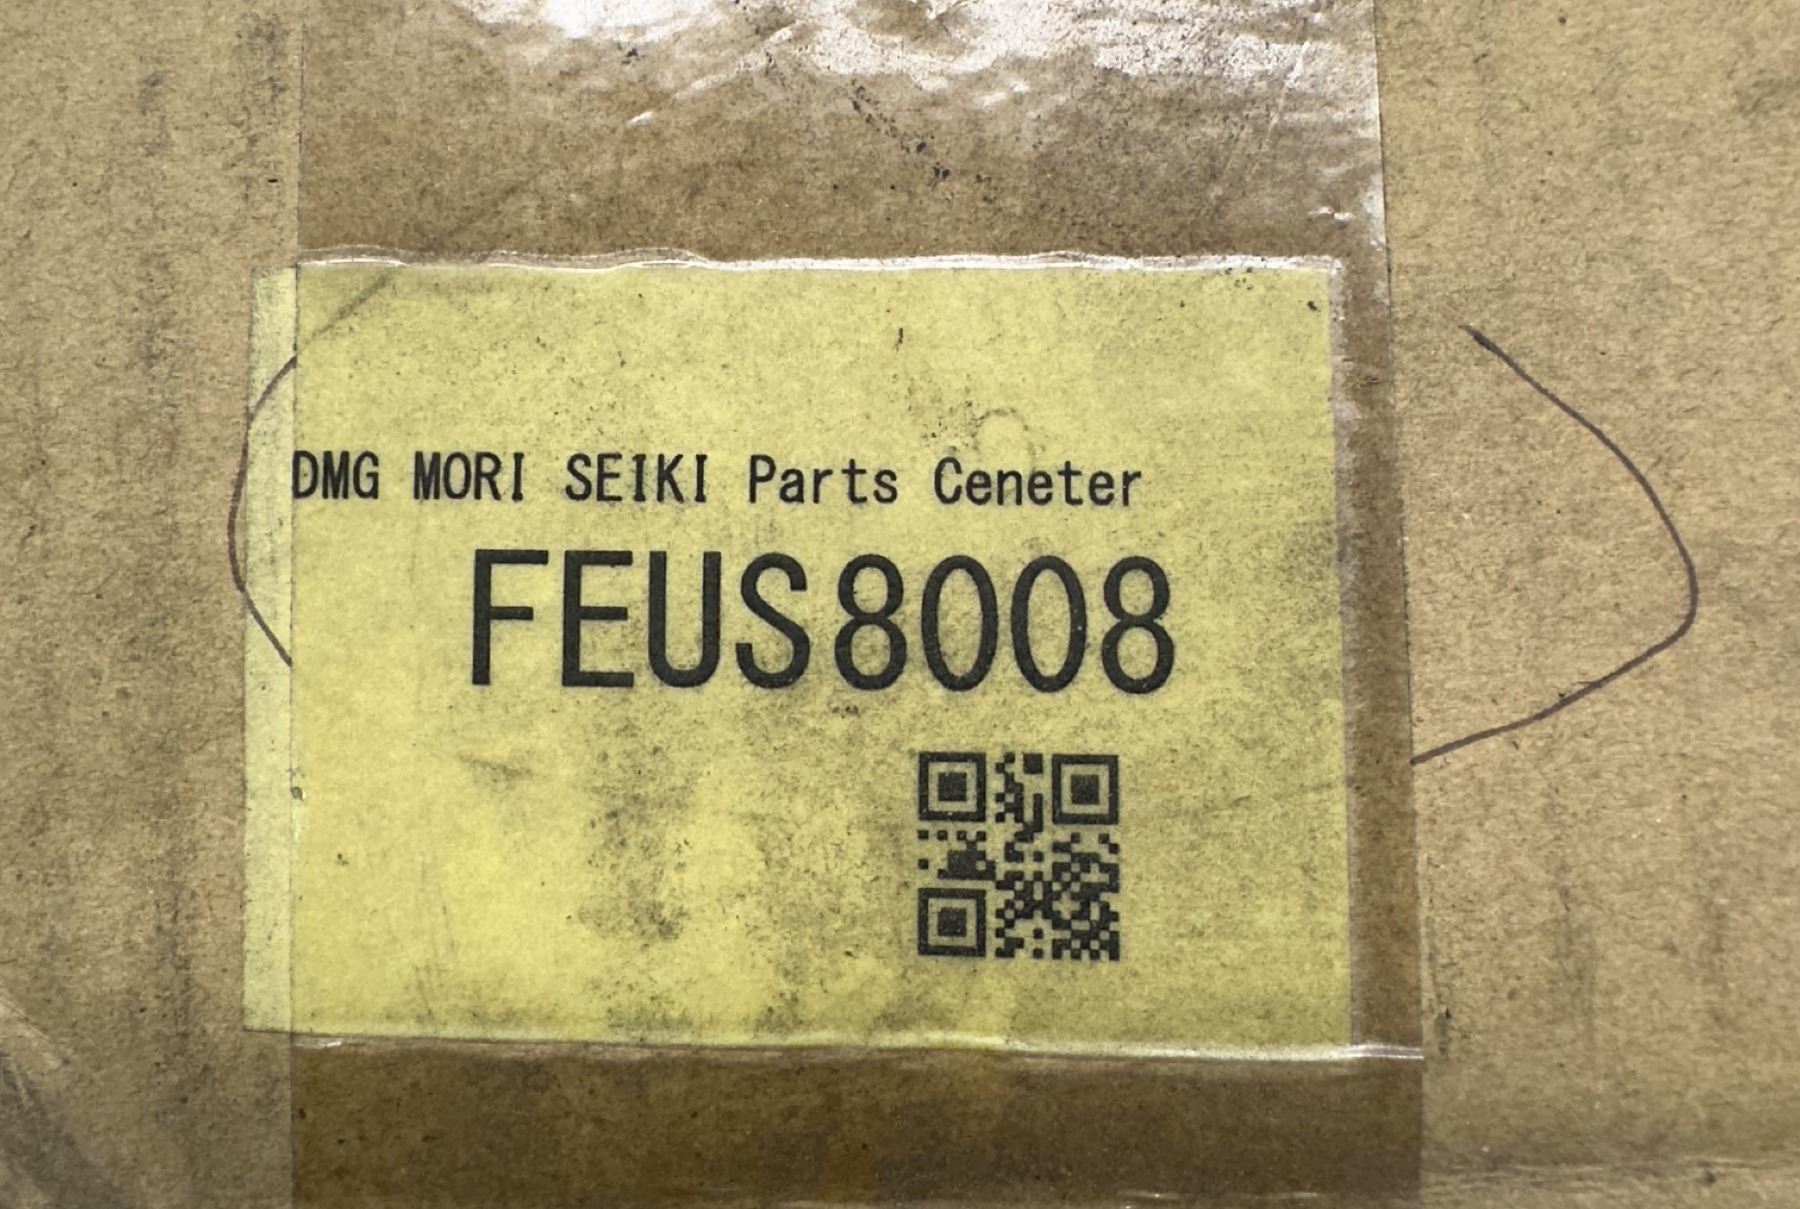 DMG MORI SEIKI Parts Ceneter
FEUS8008